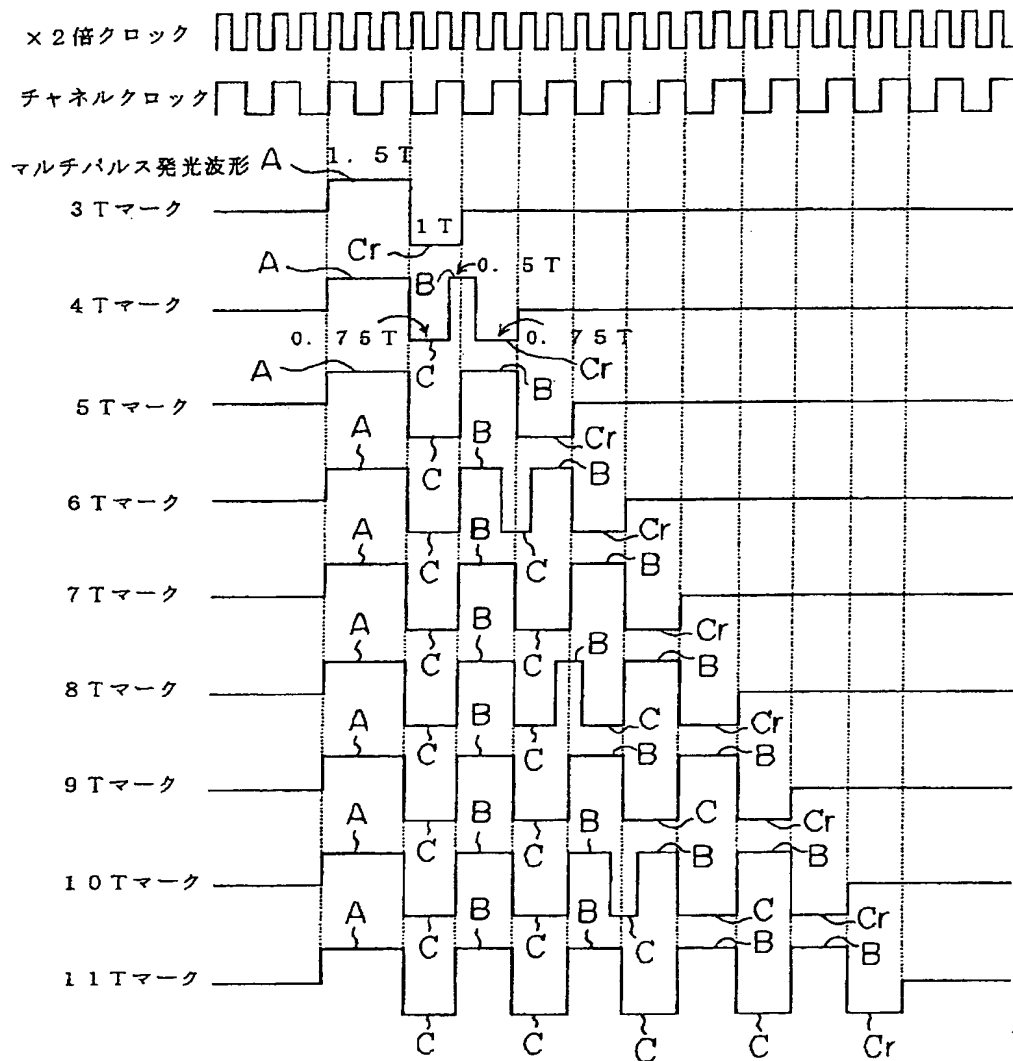 ×2倍クロック
チャネルクロック
マルチパルス発光波形 A 1.5T
3Tマーク
1T
Cr
A B 0.5T
4Tマーク
0.75T 0.75T
A C Cr
B
5Tマーク
A B Cr
C B
6Tマーク
A B Cr
C C B
7Tマーク
A B B Cr
C C B
8Tマーク
A B C Cr
C C B B
9Tマーク
A B B C Cr
C C B B
10Tマーク
A B B C Cr
C C C B B
11Tマーク
C C C C Cr